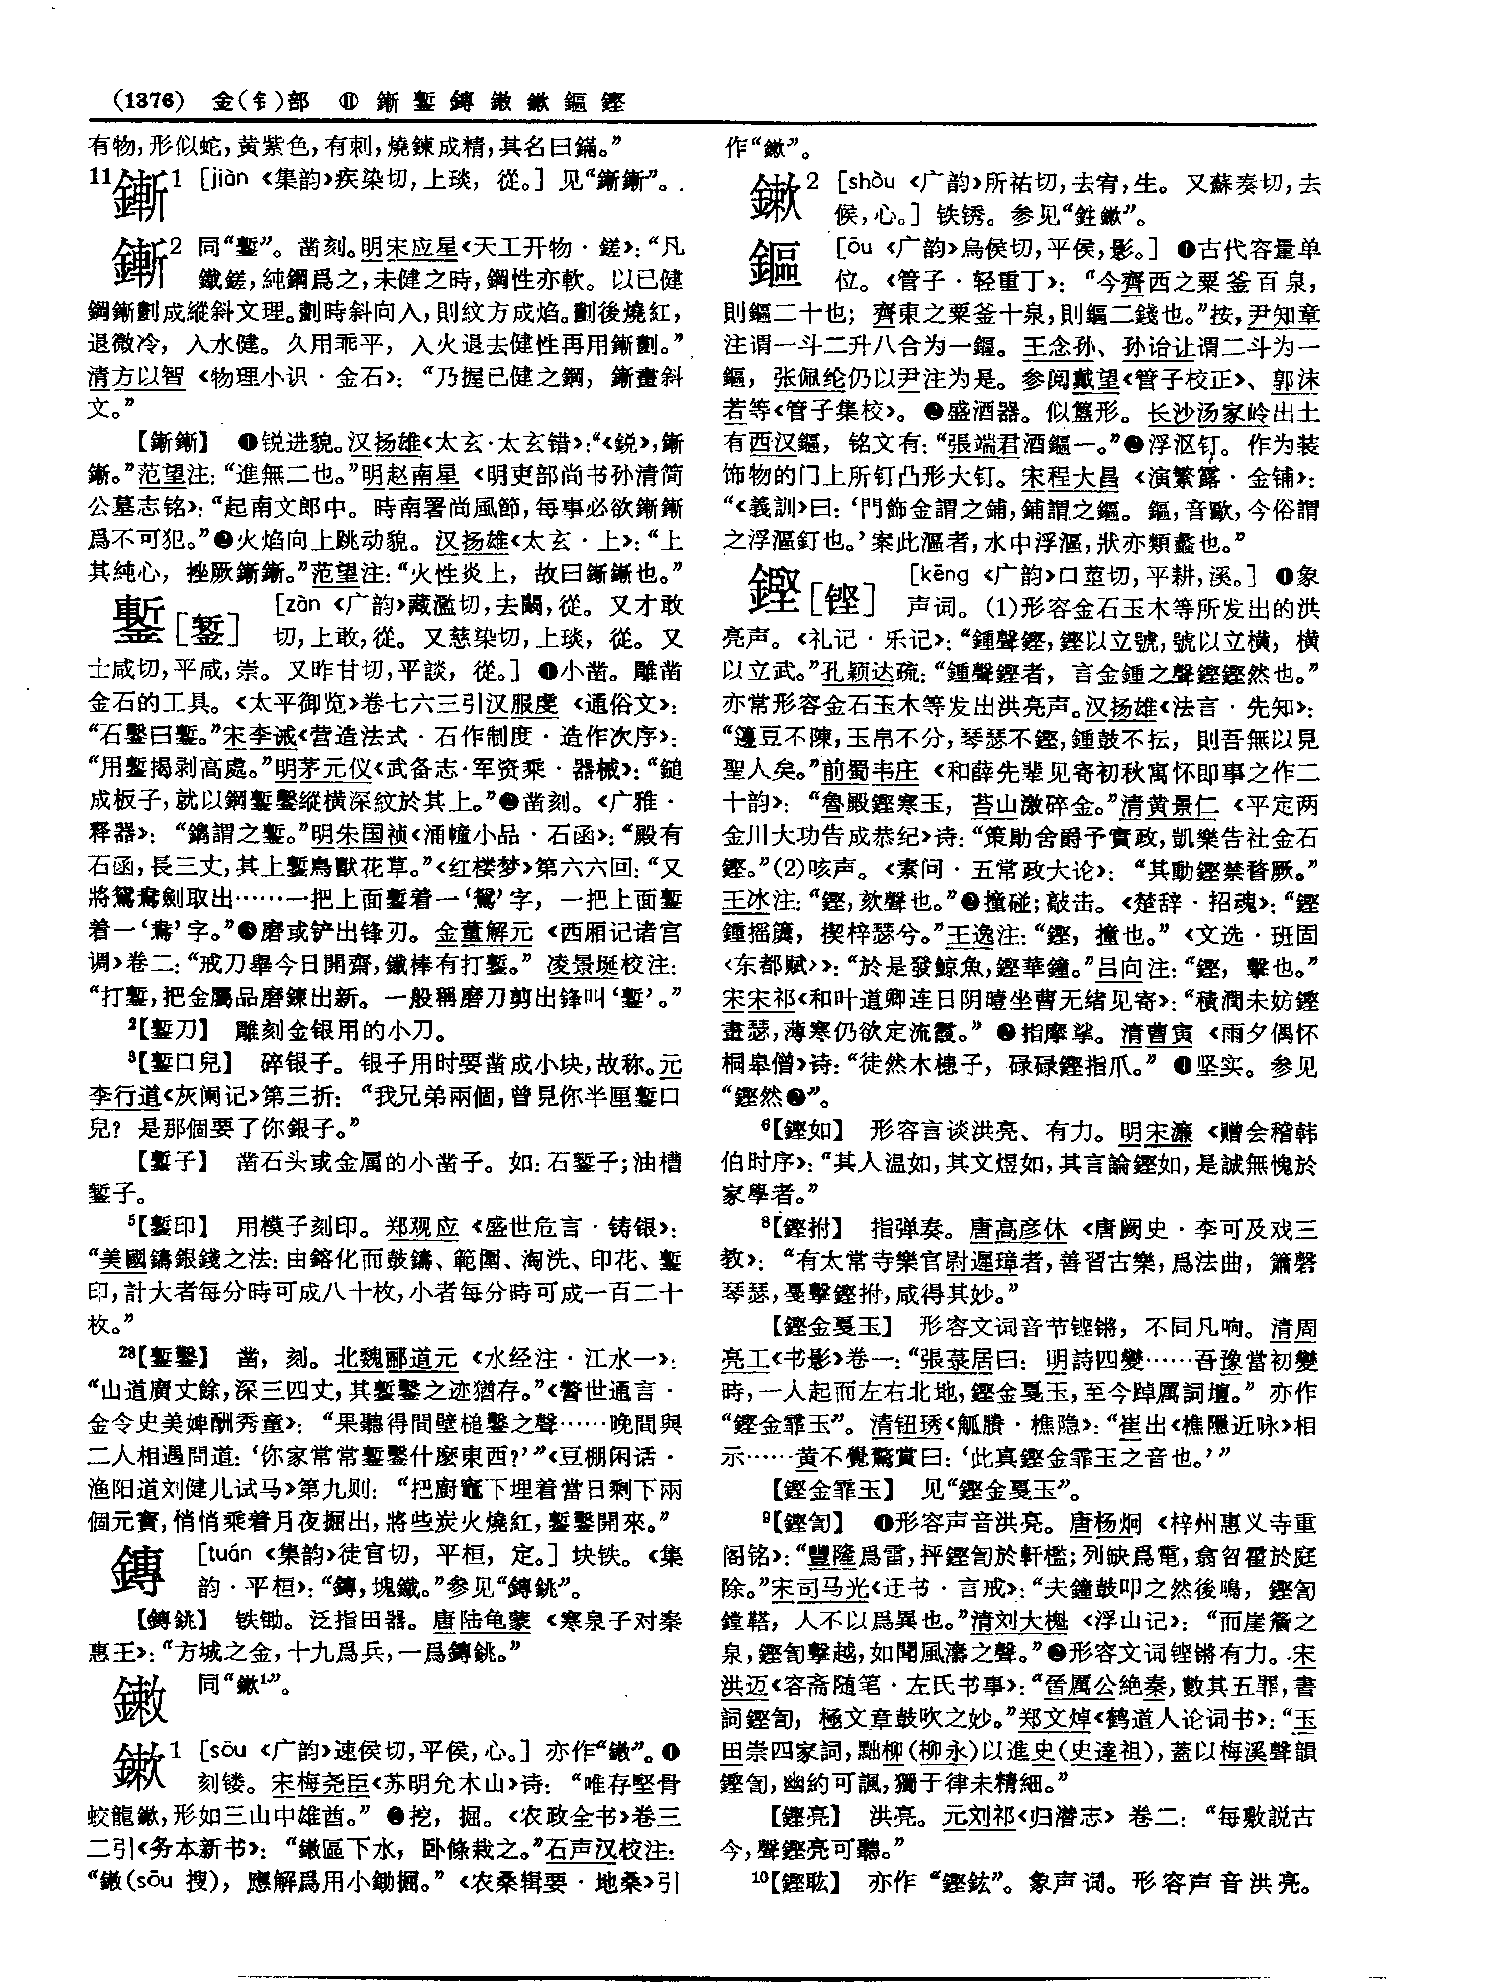 (1376) 金(钅)部 ⑪ 鏩 鏨 鏄 鏾 鏉 鏂 鏗
有物,形似蛇,黄紫色,有刺,燒鍊成精,其名曰鏋。”
11 鏩1 [jiàn《集韵》疾染切,上琰,從。] 见“鏩鏩”。
鏩2 同“鏨”。凿刻。明宋应星《天工开物·鎈》:“凡
鐵鎈,純鋼爲之,未健之時,鋼性亦軟。以已健
鋼鏩劃成縱斜文理。劃時斜向入,則紋方成焰。劃後燒紅,
退微冷,入水健。久用乖平,入火退去健性再用鏩劃。”
清方以智《物理小识·金石》:“乃握已健之鋼,鏩畫斜
文。”
【鏩鏩】 ❶锐进貌。汉扬雄《太玄·太玄错》:“《鋭》,鏩
鏩。”范望注:“進無二也。”明赵南星《明吏部尚书孙清简
公墓志铭》:“起南文郎中。時南署尚風節,每事必欲鏩鏩
爲不可犯。”❷火焰向上跳动貌。汉扬雄《太玄·上》:“上
其純心,挫厥鏩鏩。”范望注:“火性炎上,故曰鏩鏩也。”
鏨[錾] [zàn《广韵》藏濫切,去闞,從。又才敢
切,上敢,從。又慈染切,上琰,從。又
士咸切,平咸,崇。又昨甘切,平談,從。] ❶小凿。雕凿
金石的工具。《太平御览》卷七六三引汉服虔《通俗文》:
“石鑿曰鏨。”宋李诫《营造法式·石作制度·造作次序》:
“用鏨揭剥高處。”明茅元仪《武备志·军资乘·器械》:“鎚
成板子,就以鋼鏨鑿縱横深紋於其上。”❷凿刻。《广雅·
释器》:“鐫謂之鏨。”明朱国祯《涌幢小品·石函》:“殿有
石函,長三丈,其上鏨鳥獸花草。”《红楼梦》第六六回:“又
將鴛鴦劍取出……一把上面鏨着一‘鴛’字,一把上面鏨
着一‘鴦’字。”❸磨或铲出锋刃。金董解元《西厢记诸宫
调》卷二:“戒刀舉今日開齋,鐵棒有打鏨。”凌景埏校注:
“打鏨,把金屬品磨鍊出新。一般稱磨刀剪出鋒叫‘鏨’。”
2【鏨刀】 雕刻金银用的小刀。
3【鏨口兒】 碎银子。银子用时要凿成小块,故称。元
李行道《灰阑记》第三折:“我兄弟兩個,曾見你半厘鏨口
兒?是那個要了你銀子。”
【鏨子】 凿石头或金属的小凿子。如:石錾子;油槽
錾子。
5【鏨印】 用模子刻印。郑观应《盛世危言·铸银》:
“美國鑄銀錢之法:由鎔化而鼓鑄、範圍、淘洗、印花、鏨
印,計大者每分時可成八十枚,小者每分時可成一百二十
枚。”
28【鏨鑿】 凿,刻。北魏郦道元《水经注·江水一》:
“山道廣丈餘,深三四丈,其鏨鑿之迹猶存。”《警世通言·
金令史美婢酬秀童》:“果聽得間壁槌鑿之聲……晚間與
二人相遇問道:‘你家常常鏨鑿什麽東西?’”《豆棚闲话·
渔阳道刘健儿试马》第九则:“把廚竈下埋着當日剩下兩
個元寶,悄悄乘着月夜掘出,將些炭火燒紅,鏨鑿開來。”
鏄 [tuán《集韵》徒官切,平桓,定。] 块铁。《集
韵·平桓》:“鏄,塊鐵。”参见“鏄銚”。
【鏄銚】 铁锄。泛指田器。唐陆龟蒙《寒泉子对秦
惠王》:“方城之金,十九爲兵,一爲鏄銚。”
鏾 同“鏉1”。
鏉1 [sōu《广韵》速侯切,平侯,心。] 亦作“鏾”。❶
刻镂。宋梅尧臣《苏明允木山》诗:“唯存堅骨
蛟龍鏉,形如三山中雄酋。”❷挖,掘。《农政全书》卷三
二引《务本新书》:“鏾區下水,卧條栽之。”石声汉校注:
“鏾(sōu 搜),應解爲用小鋤掘。”《农桑辑要·地桑》引
作“鏉”。
鏉2 [shòu《广韵》所祐切,去宥,生。又蘇奏切,去
候,心。] 铁锈。参见“鉎鏉”。
鏂 [ōu《广韵》烏侯切,平侯,影。] ❶古代容量单
位。《管子·轻重丁》:“今齊西之粟釜百泉,
則鏂二十也;齊東之粟釜十泉,則鏂二錢也。”按,尹知章
注谓一斗二升八合为一鏂。王念孙、孙诒让谓二斗为一
鏂,张佩纶仍以尹注为是。参阅戴望《管子校正》、郭沫
若等《管子集校》。❷盛酒器。似簋形。长沙汤家岭出土
有西汉鏂,铭文有:“張端君酒鏂一。”❸浮沤钉。作为装
饰物的门上所钉凸形大钉。宋程大昌《演繁露·金铺》:
“《義訓》曰:‘門飾金謂之鋪,鋪謂之鏂。鏂,音歐,今俗謂
之浮漚釘也。’案此漚者,水中浮漚,狀亦類蠡也。”
鏗[铿] [kēng《广韵》口莖切,平耕,溪。] ❶象
声词。(1)形容金石玉木等所发出的洪
亮声。《礼记·乐记》:“鍾聲鏗,鏗以立號,號以立横,横
以立武。”孔颖达疏:“鍾聲鏗者,言金鍾之聲鏗鏗然也。”
亦常形容金石玉木等发出洪亮声。汉扬雄《法言·先知》:
“籩豆不陳,玉帛不分,琴瑟不鏗,鍾鼓不抎,則吾無以見
聖人矣。”前蜀韦庄《和薛先辈见寄初秋寓怀即事之作二
十韵》:“魯殿鏗寒玉,苔山激碎金。”清黄景仁《平定两
金川大功告成恭纪》诗:“策勛舍爵予實政,凱樂告社金石
鏗。”(2)咳声。《素问·五常政大论》:“其動鏗禁瞀厥。”
王冰注:“鏗,欬聲也。”❷撞碰;敲击。《楚辞·招魂》:“鏗
鍾摇簴,楔梓瑟兮。”王逸注:“鏗,撞也。”《文选·班固
〈东都赋〉》:“於是發鯨魚,鏗華鐘。”吕向注:“鏗,擊也。”
宋宋祁《和叶道卿连日阴曀坐曹无绪见寄》:“積潤未妨鏗
畫瑟,薄寒仍欲定流霞。”❸指摩挲。清曹寅《雨夕偶怀
桐皋僧》诗:“徒然木槵子,碌碌鏗指爪。”❹坚实。参见
“鏗然❷”。
6【鏗如】 形容言谈洪亮、有力。明宋濂《赠会稽韩
伯时序》:“其人温如,其文煜如,其言論鏗如,是誠無愧於
家學者。”
8【鏗拊】 指弹奏。唐高彦休《唐阙史·李可及戏三
教》:“有太常寺樂官尉遲璋者,善習古樂,爲法曲,簫磬
琴瑟,戛擊鏗拊,咸得其妙。”
【鏗金戛玉】 形容文词音节铿锵,不同凡响。清周
亮工《书影》卷一:“張菉居曰:明詩四變……吾豫當初變
時,一人起而左右北地,鏗金戛玉,至今踔厲詞壇。”亦作
“鏗金霏玉”。清钮琇《觚賸·樵隐》:“崔出《樵隱近咏》相
示……黄不覺驚賞曰:‘此真鏗金霏玉之音也。’”
【鏗金霏玉】 见“鏗金戛玉”。
9【鏗訇】 ❶形容声音洪亮。唐杨炯《梓州惠义寺重
阁铭》:“豐隆爲雷,抨鏗訇於軒檻;列缺爲電,翕曶霍於庭
除。”宋司马光《迂书·言戒》:“夫鐘鼓叩之然後鳴,鏗訇
鏜鞳,人不以爲異也。”清刘大櫆《浮山记》:“而崖簷之
泉,鏗訇擊越,如聞風濤之聲。”❷形容文词铿锵有力。宋
洪迈《容斋随笔·左氏书事》:“晉厲公絶秦,數其五罪,書
詞鏗訇,極文章鼓吹之妙。”郑文焯《鹤道人论词书》:“玉
田崇四家詞,黜柳(柳永)以進史(史達祖),蓋以梅溪聲韻
鏗訇,幽約可諷,獨于律未精細。”
【鏗亮】 洪亮。元刘祁《归潜志》卷二:“每敷説古
今,聲鏗亮可聽。”
10【鏗耾】 亦作“鏗鉉”。象声词。形容声音洪亮。